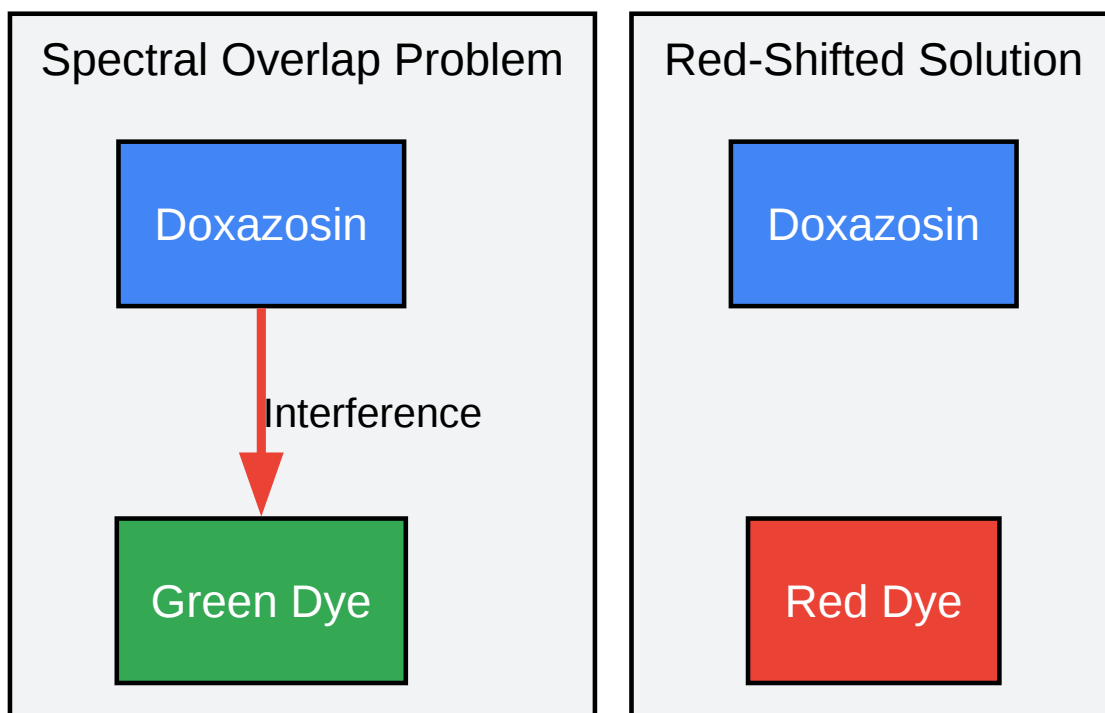 Spectral Overlap Problem
Doxazosin
Interference
Green Dye
Red-Shifted Solution
Doxazosin
Red Dye